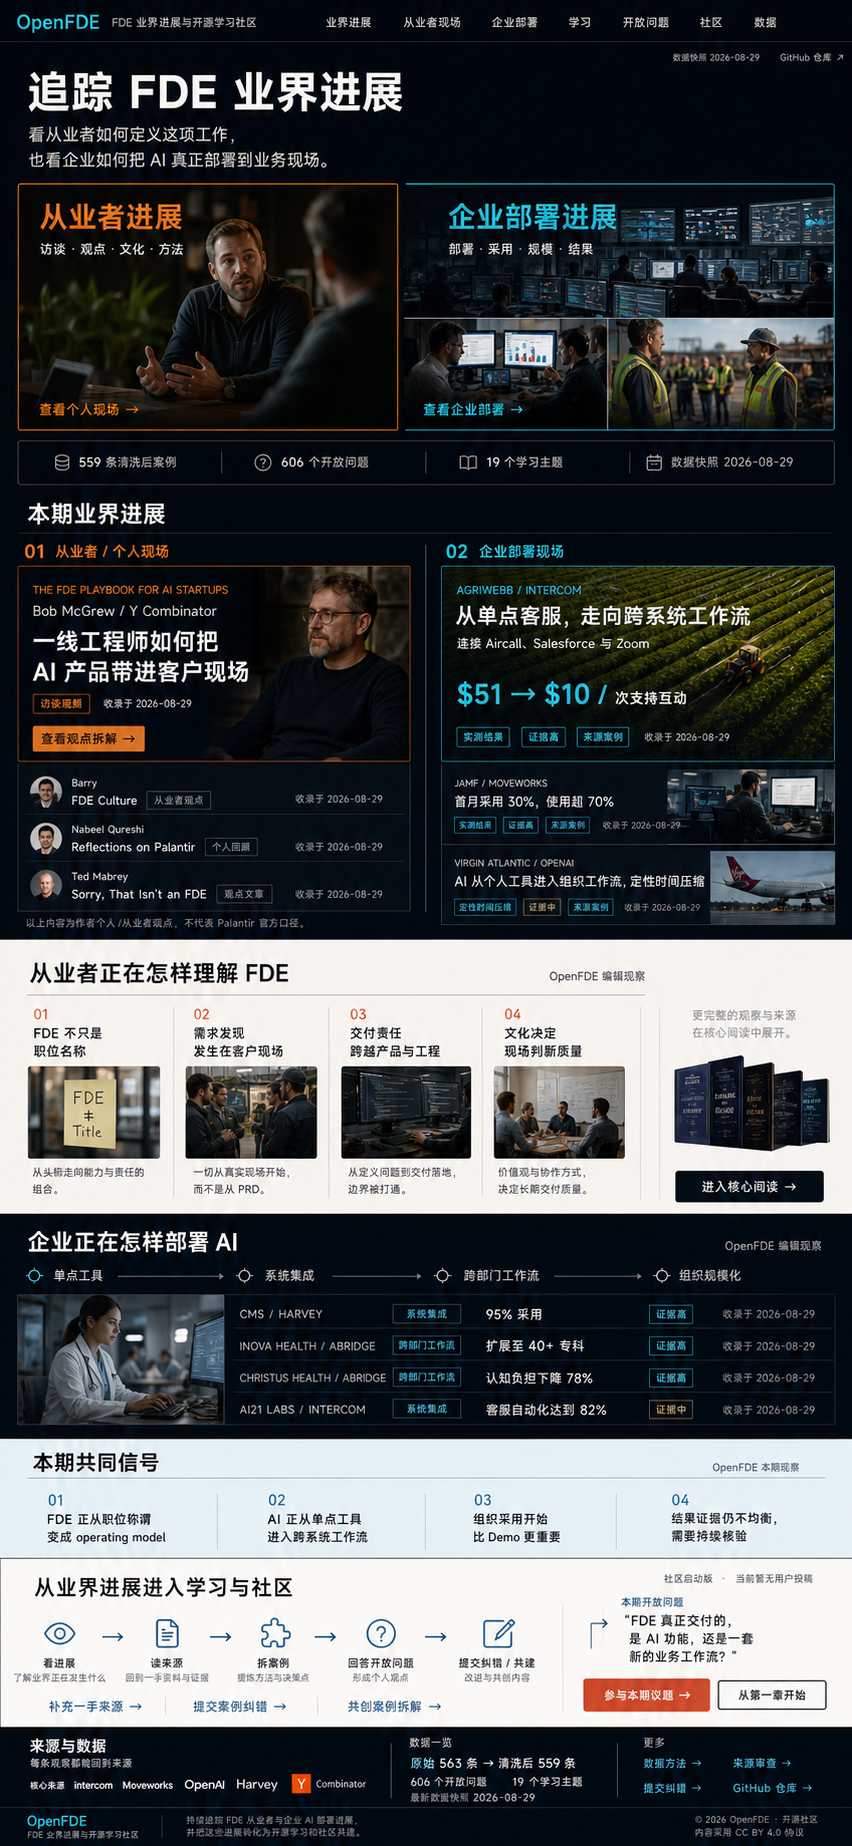 OpenFDE
FDE 业界进展与开源学习社区
业界进展 从业者现场 企业部署 学习 开放问题 社区 数据
数据快照 2026-08-29 GitHub 仓库 ↗
追踪 FDE 业界进展
看从业者如何定义这项工作，
也看企业如何把 AI 真正部署到业务现场。
从业者进展
访谈 · 观点 · 文化 · 方法
查看个人现场 →
企业部署进展
部署 · 采用 · 规模 · 结果
查看企业部署 →
559 条清洗后案例
606 个开放问题
19 个学习主题
数据快照 2026-08-29
本期业界进展
01 从业者 / 个人现场
THE FDE PLAYBOOK FOR AI STARTUPS
Bob McGrew / Y Combinator
一线工程师如何把
AI 产品带进客户现场
收录于 2026-08-29
查看观点拆解 →
Barry
FDE Culture 从业者观点 收录于 2026-08-29
Nabeel Qureshi
Reflections on Palantir 个人回顾 收录于 2026-08-29
Ted Mabrey
Sorry, That Isn't an FDE 观点文章 收录于 2026-08-29
以上内容为作者个人/从业者观点，不代表 Palantir 官方口径。
02 企业部署现场
AGRIWEBB / INTERCOM
从单点客服，走向跨系统工作流
连接 Aircall、Salesforce 与 Zoom
$51 → $10 / 次支持互动
实测结果 证据高 来源案例 收录于 2026-08-29
JAMF / MOVEWORKS
首月采用 30%，使用超 70%
实测结果 证据高 来源案例 收录于 2026-08-29
VIRGIN ATLANTIC / OPENAI
AI 从个人工具进入组织工作流，定性时间压缩
定性时间压缩 证据中 来源案例 收录于 2026-08-29
从业者正在怎样理解 FDE
OpenFDE 编辑观察
01
FDE 不只是
职位名称
FDE
≠
Title
从头衔走向能力与责任的
组合。
02
需求发现
发生在客户现场
一切从真实现场开始，
而不是从 PRD。
03
交付责任
跨越产品与工程
从定义问题到交付落地，
边界被打通。
04
文化决定
现场判断质量
价值观与协作方式，
决定长期交付质量。
更完整的观察与来源
在核心阅读中展开。
进入核心阅读 →
企业正在怎样部署 AI
OpenFDE 编辑观察
单点工具 系统集成 跨部门工作流 组织规模化
CMS / HARVEY 系统集成 95% 采用 证据高 收录于 2026-08-29
INOVA HEALTH / ABRIDGE 跨部门工作流 扩展至 40+ 专科 证据高 收录于 2026-08-29
CHRISTUS HEALTH / ABRIDGE 跨部门工作流 认知负担下降 78% 证据高 收录于 2026-08-29
AI21 LABS / INTERCOM 系统集成 客服自动化达到 82% 证据中 收录于 2026-08-29
本期共同信号
OpenFDE 本期观察
01
FDE 正从职位称谓
变成 operating model
02
AI 正从单点工具
进入跨系统工作流
03
组织采用开始
比 Demo 更重要
04
结果证据仍不均衡，
需要持续核验
从业界进展进入学习与社区
社区启动版 · 当前暂无用户投稿
看进展
了解业界正在发生什么
读来源
回到一手资料与证据
拆案例
提炼方法与决策点
回答开放问题
形成个人观点
提交纠错 / 共建
改进与共创内容
补充一手来源 →
提交案例纠错 →
共创案例拆解 →
本期开放问题
“FDE 真正交付的，
是 AI 功能，还是一套
新的业务工作流？”
参与本期议题 →
从第一章开始
来源与数据
每条观察都能回到来源
核心来源 intercom Moveworks OpenAI Harvey Y Combinator
数据一览
原始 563 条 → 清洗后 559 条
606 个开放问题 19 个学习主题
最新数据快照 2026-08-29
更多
数据方法 → 来源审查 →
提交纠错 → GitHub 仓库 →
OpenFDE
FDE 业界进展与开源学习社区
持续追踪 FDE 从业者与企业 AI 部署进展，
并把这些进展转化为开源学习和社区共建。
© 2026 OpenFDE · 开源社区
内容采用 CC BY 4.0 协议